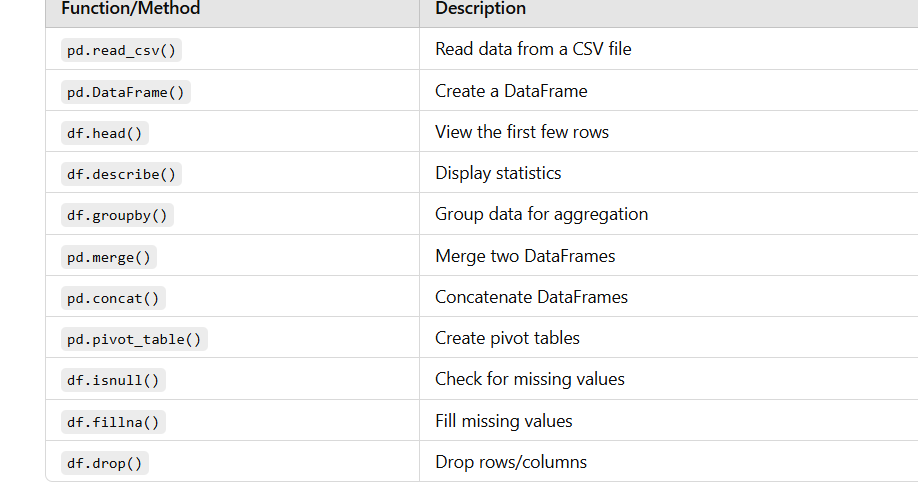 Function/Method Description
pd.read_csv() Read data from a CSV file
pd.DataFrame() Create a DataFrame
df.head() View the first few rows
df.describe() Display statistics
df.groupby() Group data for aggregation
pd.merge() Merge two DataFrames
pd.concat() Concatenate DataFrames
pd.pivot_table() Create pivot tables
df.isnull() Check for missing values
df.fillna() Fill missing values
df.drop() Drop rows/columns